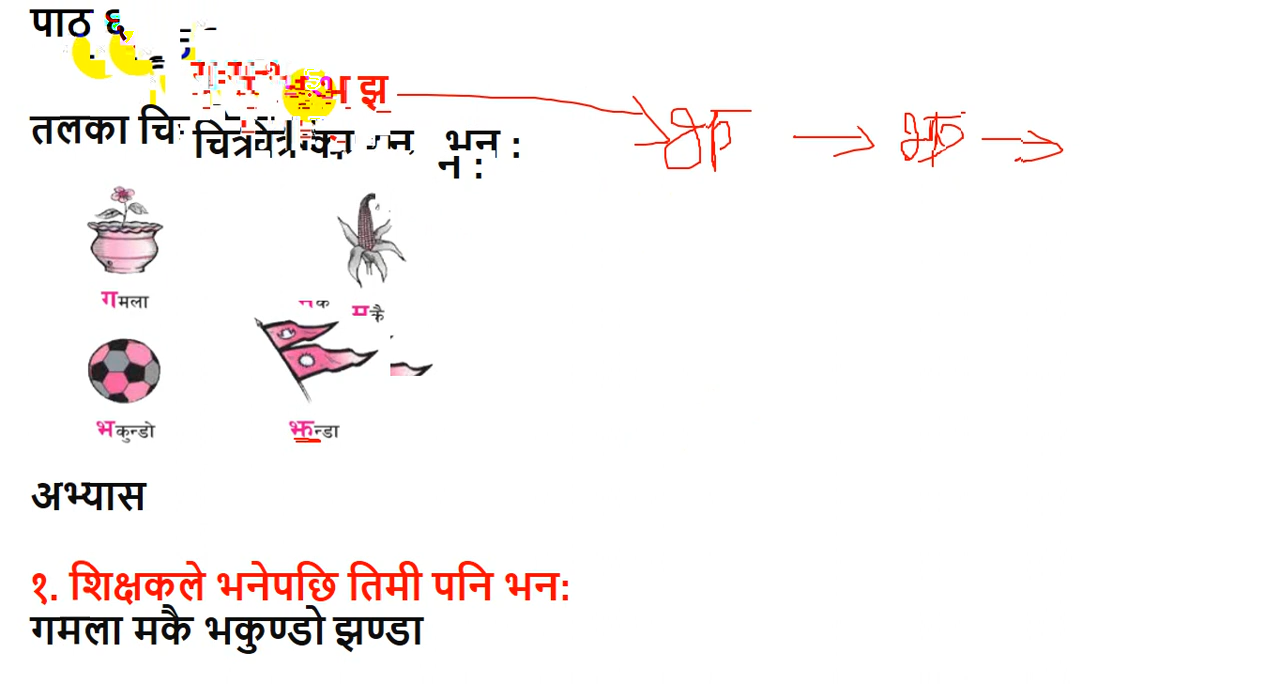 पाठ ६
भ झ
तलका चित्र भन :
न :
गमला
मकै
भकुन्डो झन्डा
अभ्यास
१. शिक्षकले भनेपछि तिमी पनि भन:
गमला मकै भकुण्डो झण्डा